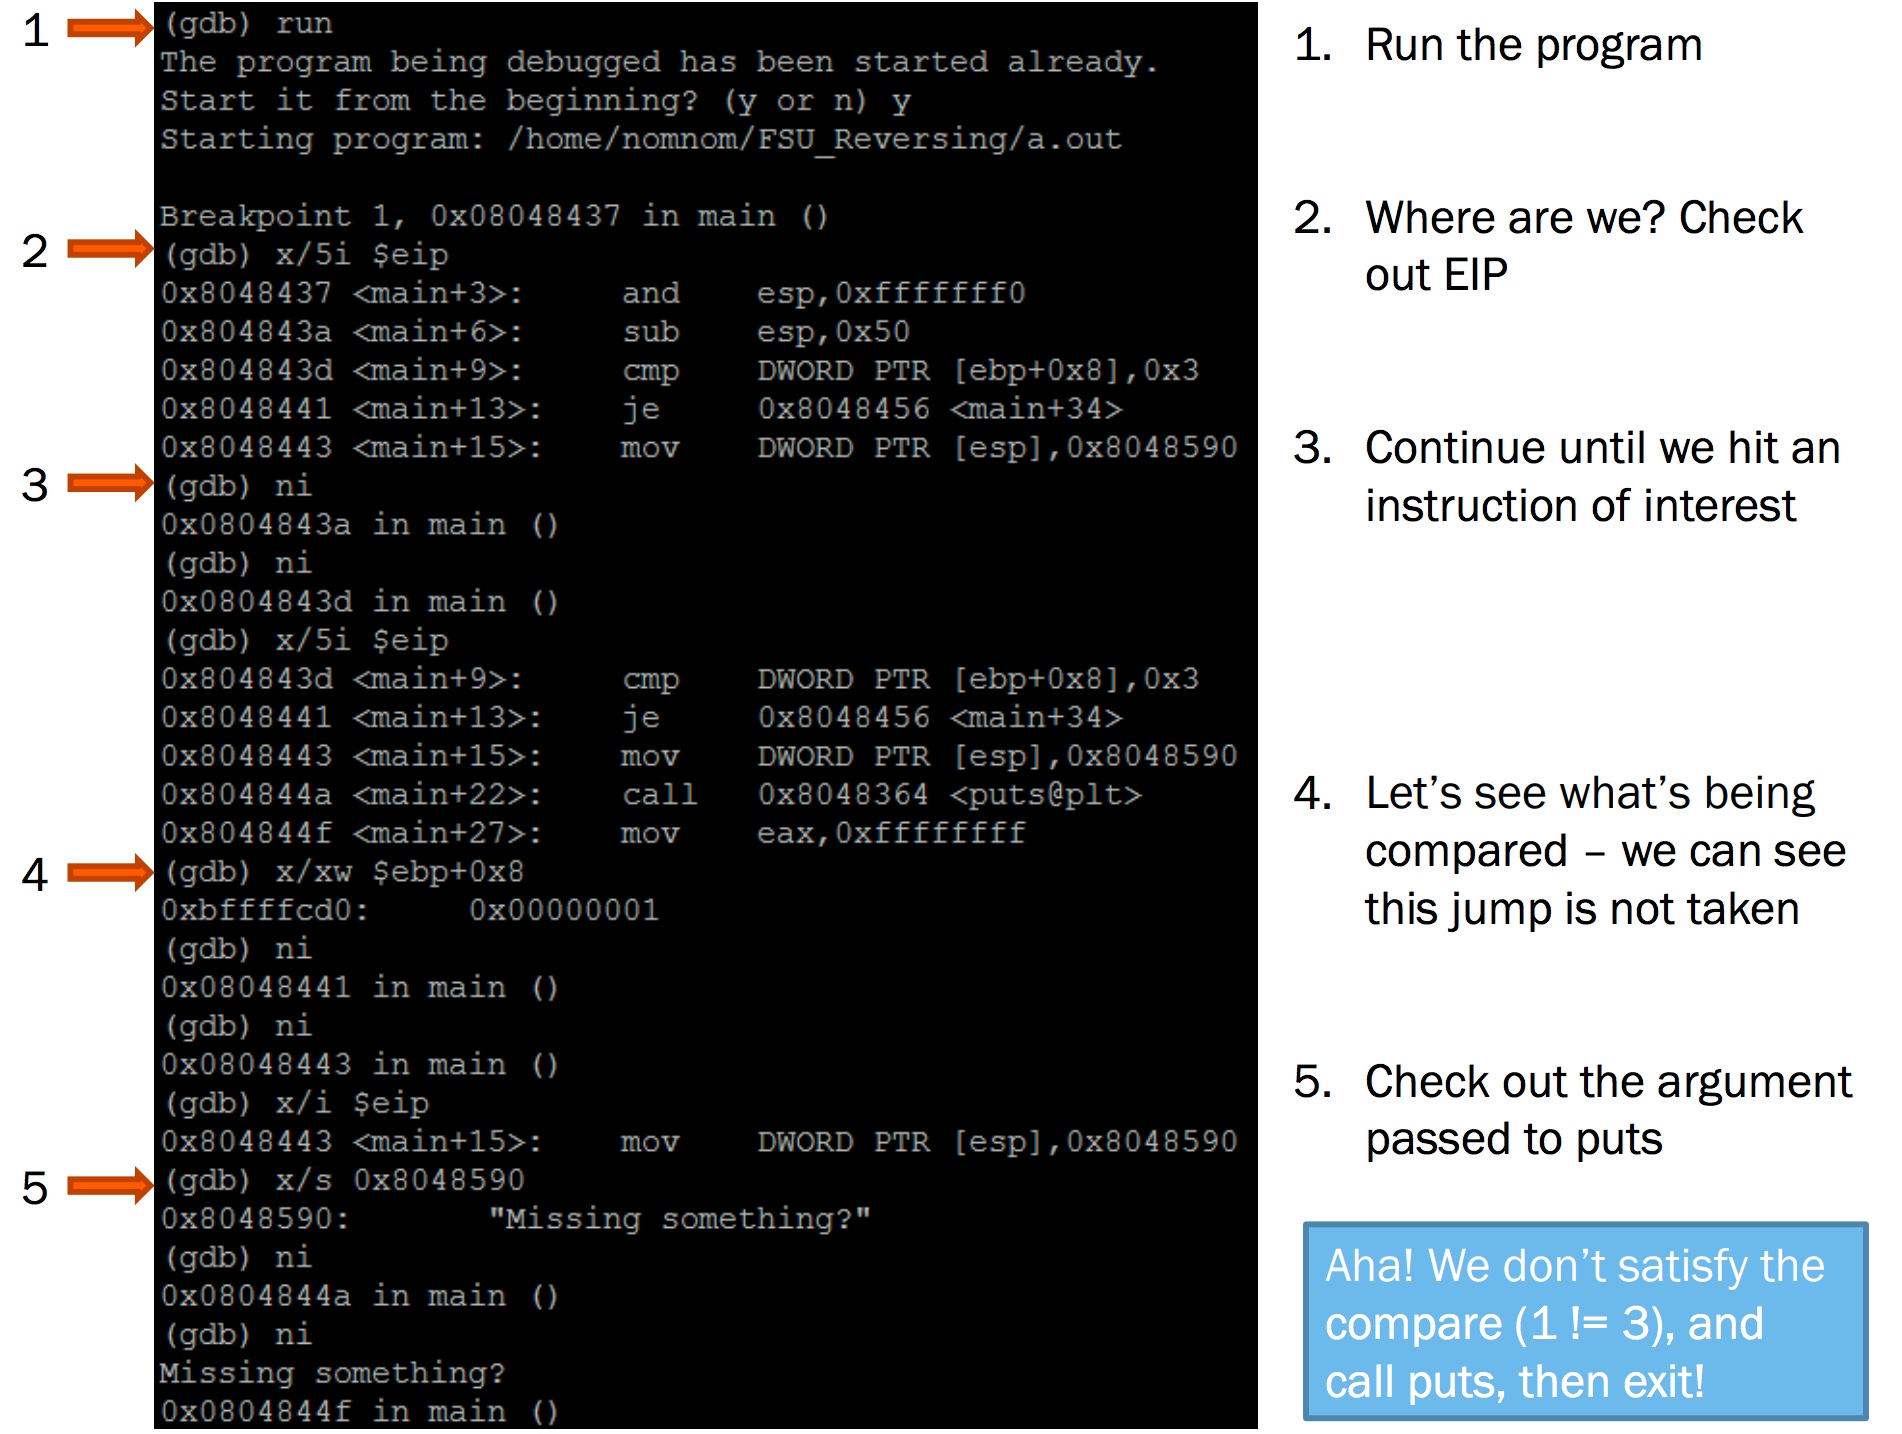 1
(gdb) run
The program being debugged has been started already.
Start it from the beginning? (y or n) y
Starting program: /home/nomnom/FSU_Reversing/a.out
Breakpoint 1, 0x08048437 in main ()
2
(gdb) x/5i $eip
0x8048437 <main+3>: and esp,0xfffffff0
0x804843a <main+6>: sub esp,0x50
0x804843d <main+9>: cmp DWORD PTR [ebp+0x8],0x3
0x8048441 <main+13>: je 0x8048456 <main+34>
0x8048443 <main+15>: mov DWORD PTR [esp],0x8048590
3
(gdb) ni
0x0804843a in main ()
(gdb) ni
0x0804843d in main ()
(gdb) x/5i $eip
0x804843d <main+9>: cmp DWORD PTR [ebp+0x8],0x3
0x8048441 <main+13>: je 0x8048456 <main+34>
0x8048443 <main+15>: mov DWORD PTR [esp],0x8048590
0x804844a <main+22>: call 0x8048364 <puts@plt>
0x804844f <main+27>: mov eax,0xffffffff
4
(gdb) x/xw $ebp+0x8
0xbffffcd0: 0x00000001
(gdb) ni
0x08048441 in main ()
(gdb) ni
0x08048443 in main ()
(gdb) x/i $eip
0x8048443 <main+15>: mov DWORD PTR [esp],0x8048590
5
(gdb) x/s 0x8048590
0x8048590: "Missing something?"
(gdb) ni
0x0804844a in main ()
(gdb) ni
Missing something?
0x0804844f in main ()
1. Run the program
2. Where are we? Check
out EIP
3. Continue until we hit an
instruction of interest
4. Let's see what's being
compared – we can see
this jump is not taken
5. Check out the argument
passed to puts
Aha! We don't satisfy the
compare (1 != 3), and
call puts, then exit!